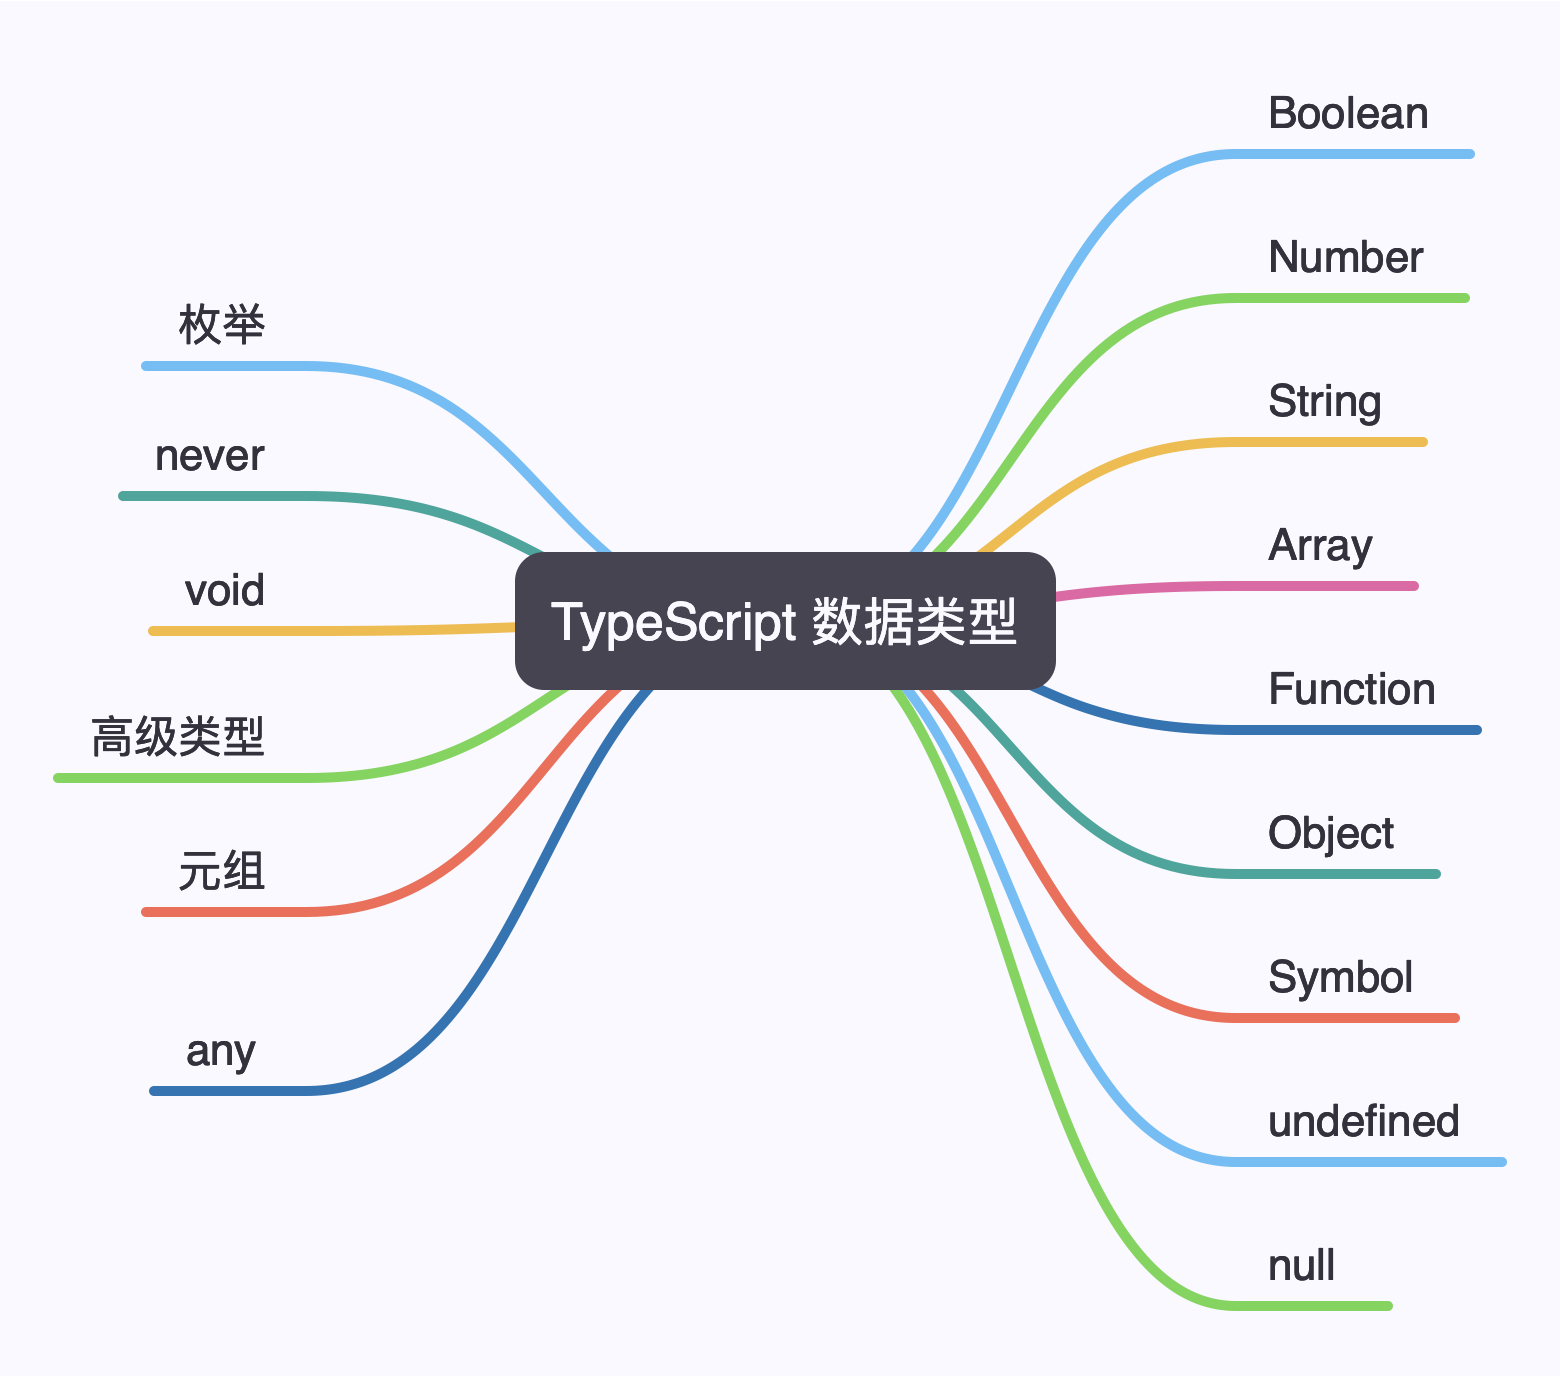 TypeScript 数据类型
Boolean
Number
String
Array
Function
Object
Symbol
undefined
null
枚举
never
void
高级类型
元组
any